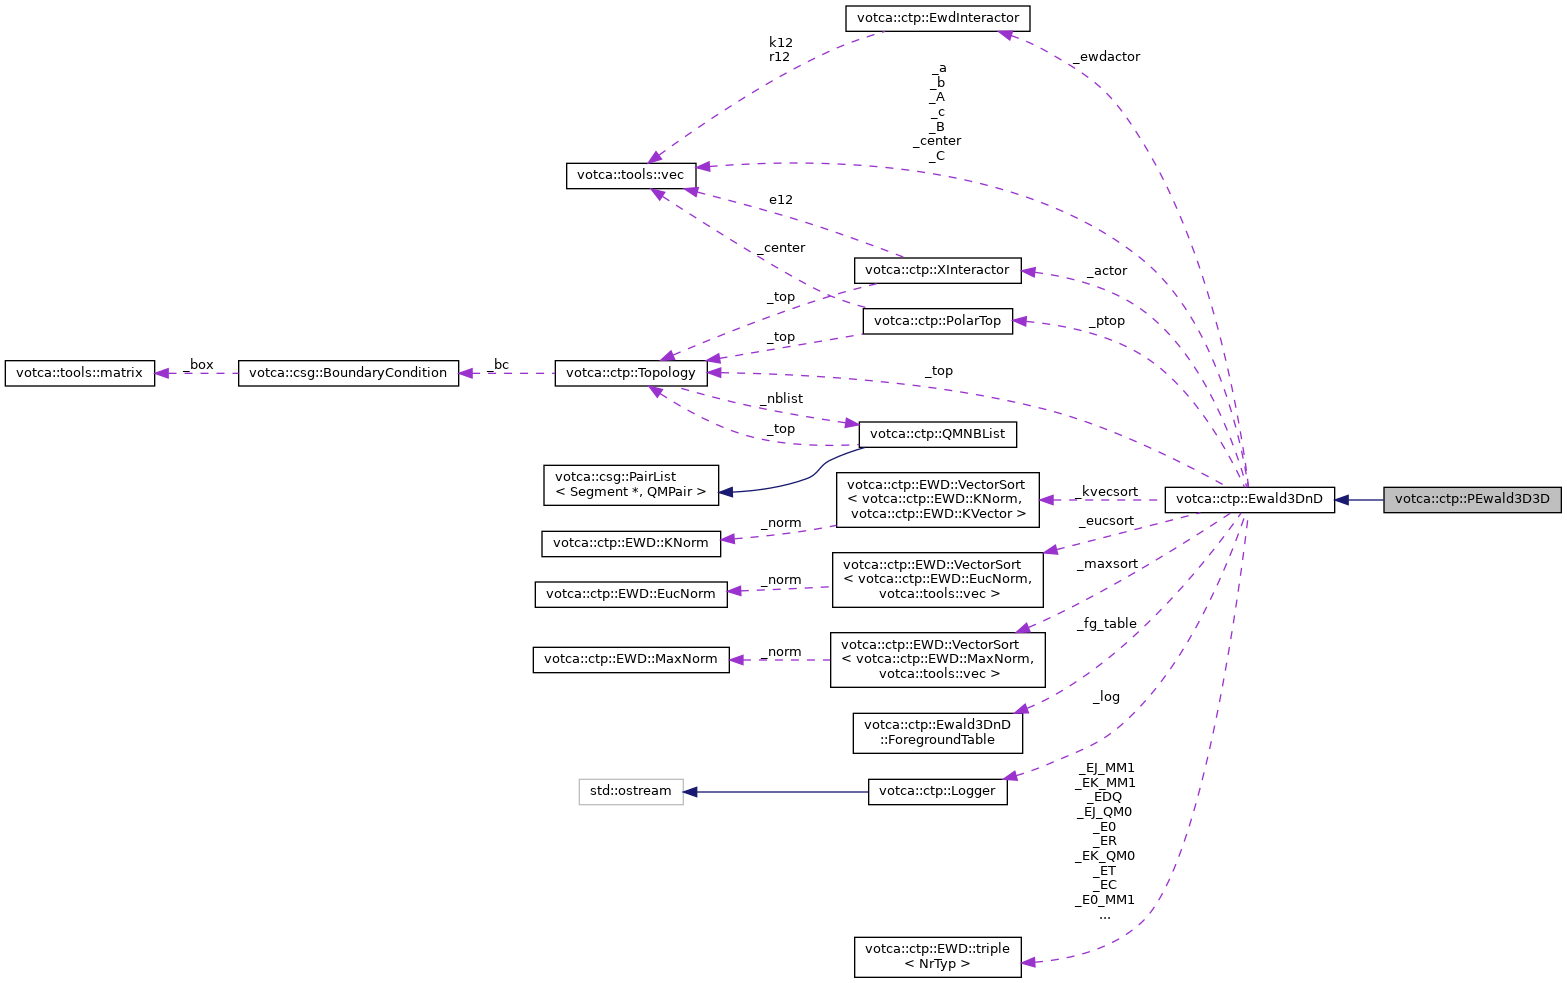 votca::ctp::EwdInteractor
k12
r12
_ewdactor
_a
_b
_A
_c
_B
_center
_C
votca::tools::vec
e12
_center
votca::ctp::XInteractor
_actor
_top
votca::ctp::PolarTop
_ptop
_top
votca::tools::matrix
_box
votca::csg::BoundaryCondition
_bc
votca::ctp::Topology
_top
_nblist
_top
votca::ctp::QMNBList
votca::csg::PairList
< Segment *, QMPair >
votca::ctp::EWD::VectorSort
< votca::ctp::EWD::KNorm,
votca::ctp::EWD::KVector >
_kvecsort
votca::ctp::Ewald3DnD
votca::ctp::PEwald3D3D
_norm
votca::ctp::EWD::KNorm
_eucsort
votca::ctp::EWD::VectorSort
< votca::ctp::EWD::EucNorm,
votca::tools::vec >
_norm
votca::ctp::EWD::EucNorm
_maxsort
votca::ctp::EWD::VectorSort
< votca::ctp::EWD::MaxNorm,
votca::tools::vec >
_norm
votca::ctp::EWD::MaxNorm
_fg_table
votca::ctp::Ewald3DnD
::ForegroundTable
_log
std::ostream
votca::ctp::Logger
_EJ_MM1
_EK_MM1
_EDQ
_EJ_QM0
_E0
_ER
_EK_QM0
_ET
_EC
_E0_MM1
...
votca::ctp::EWD::triple
< NrTyp >